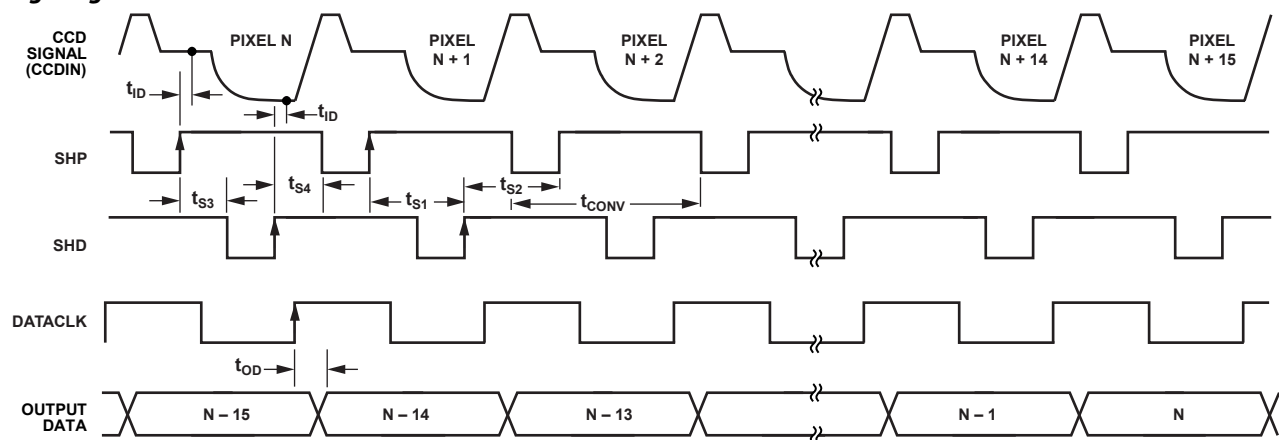 CCD
SIGNAL
(CCDIN)
PIXEL N
PIXEL
N + 1
PIXEL
N + 2
PIXEL
N + 14
PIXEL
N + 15
tID
tID
SHP
tS3
tS4
tS1
tS2
tCONV
SHD
DATACLK
tOD
OUTPUT
DATA
N – 15
N – 14
N – 13
N – 1
N